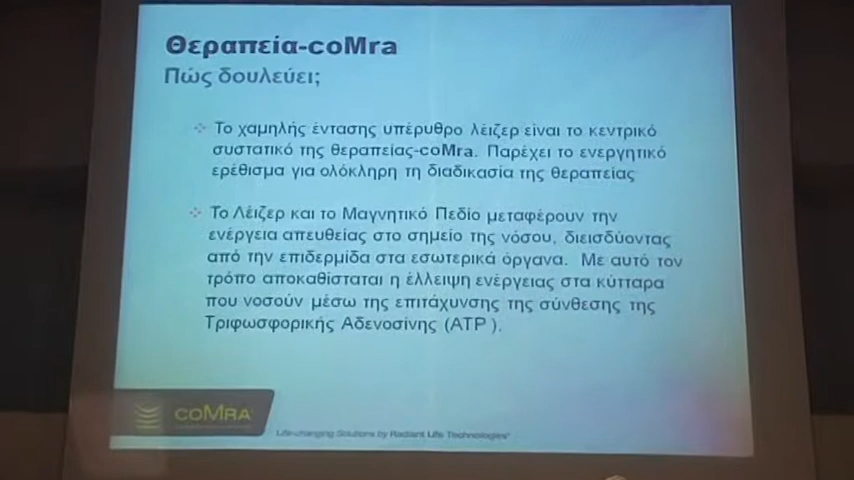 Θεραπεία-coMra
Πώς δουλεύει;
Το χαμηλής έντασης υπέρυθρο λέιζερ είναι το κεντρικό
συστατικό της θεραπείας-coMra. Παρέχει το ενεργητικό
ερέθισμα για ολόκληρη τη διαδικασία της θεραπείας
Το Λέιζερ και το Μαγνητικό Πεδίο μεταφέρουν την
ενέργεια απευθείας στο σημείο της νόσου, διεισδύοντας
από την επιδερμίδα στα εσωτερικά όργανα. Με αυτό τον
τρόπο αποκαθίσταται η έλλειψη ενέργειας στα κύτταρα
που νοσούν μέσω της επιτάχυνσης της σύνθεσης της
Τριφωσφορικής Αδενοσίνης (ATP ).
COMRA
Life-changing Solutions by Radiant Life Technologies